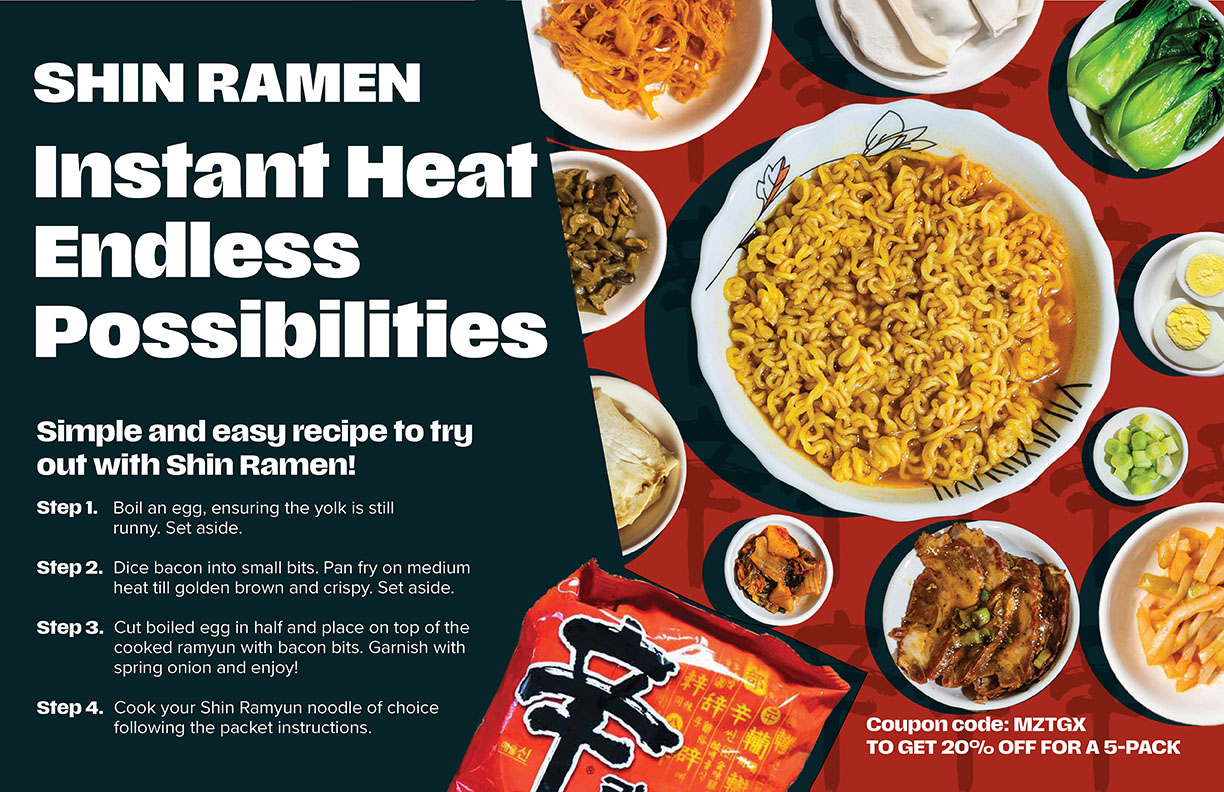 SHIN RAMEN
Instant Heat
Endless
Possibilities
Simple and easy recipe to try
out with Shin Ramen!
Step 1. Boil an egg, ensuring the yolk is still
runny. Set aside.
Step 2. Dice bacon into small bits. Pan fry on medium
heat till golden brown and crispy. Set aside.
Step 3. Cut boiled egg in half and place on top of the
cooked ramyun with bacon bits. Garnish with
spring onion and enjoy!
Step 4. Cook your Shin Ramyun noodle of choice
following the packet instructions.
辛
Coupon code: MZTGX
TO GET 20% OFF FOR A 5-PACK